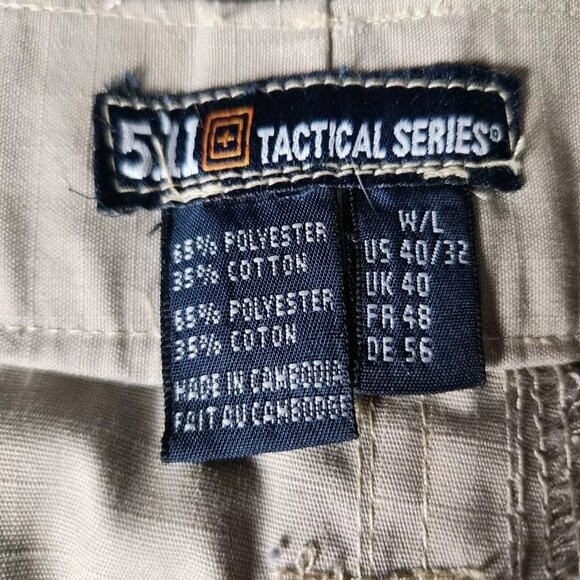 5.11 TACTICAL SERIES®
65% POLYESTER
35% COTTON
65% POLYESTER
35% COTON
MADE IN CAMBODIA
FAIT AU CAMBODGE
W/L
US 40/32
UK 40
FR 48
DE 56